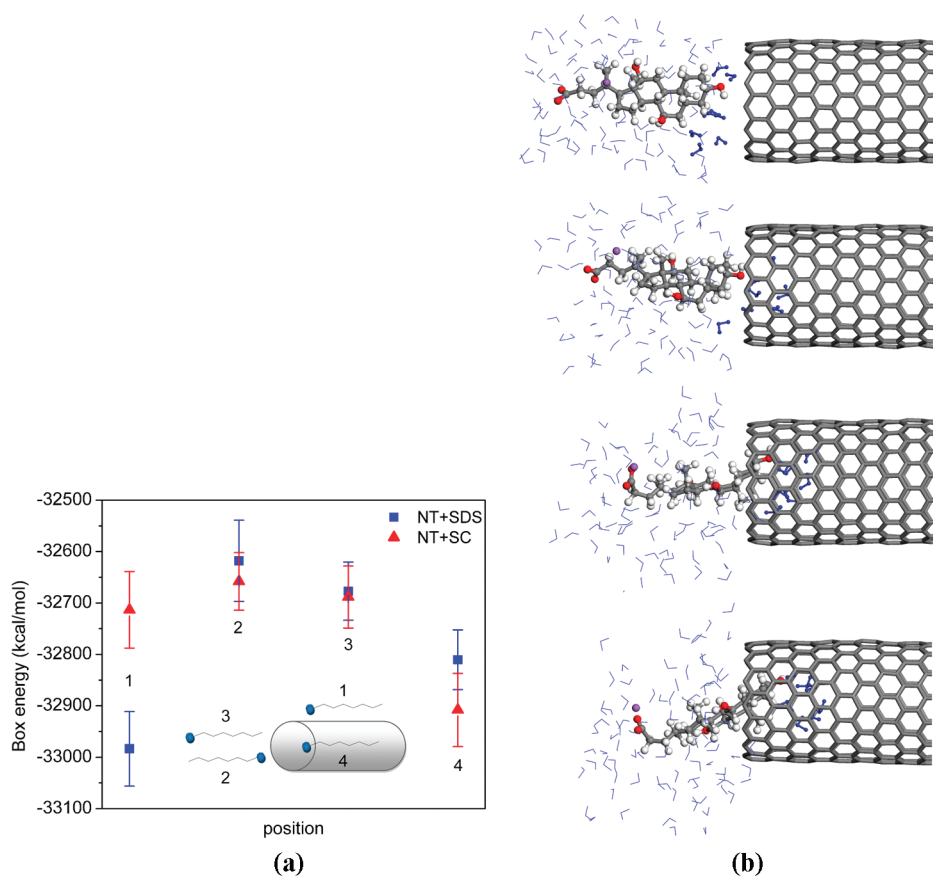 -32500
-32600
-32700
-32800
-32900
-33000
-33100
Box energy (kcal/mol)
NT+SDS
NT+SC
1
2
3
4
1
3
2
4
position
(a)
(b)